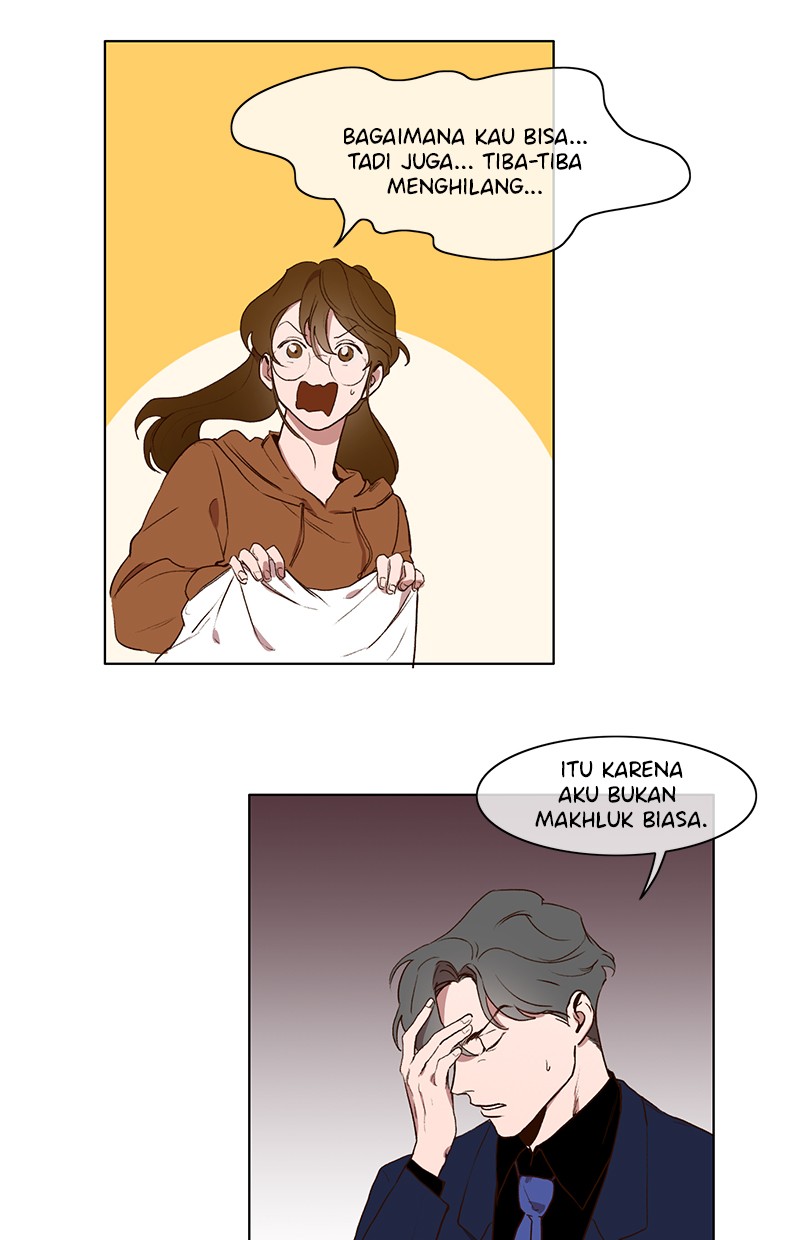 BAGAIMANA KAU BISA...
TADI JUGA... TIBA-TIBA
MENGHILANG...
ITU KARENA
AKU BUKAN
MAKHLUK BIASA.